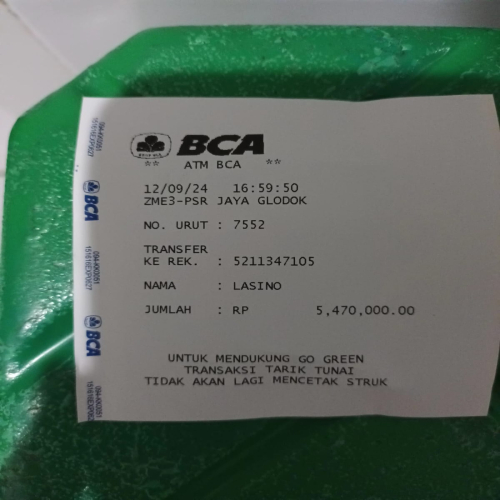 BCA
** ATM BCA **
12/09/24 16:59:50
ZME3-PSR JAYA GLODOK
NO. URUT : 7552
TRANSFER
KE REK. : 5211347105
NAMA : LASINO
JUMLAH : RP 5,470,000.00
UNTUK MENDUKUNG GO GREEN
TRANSAKSI TARIK TUNAI
TIDAK AKAN LAGI MENCETAK STRUK
BCA
BCA